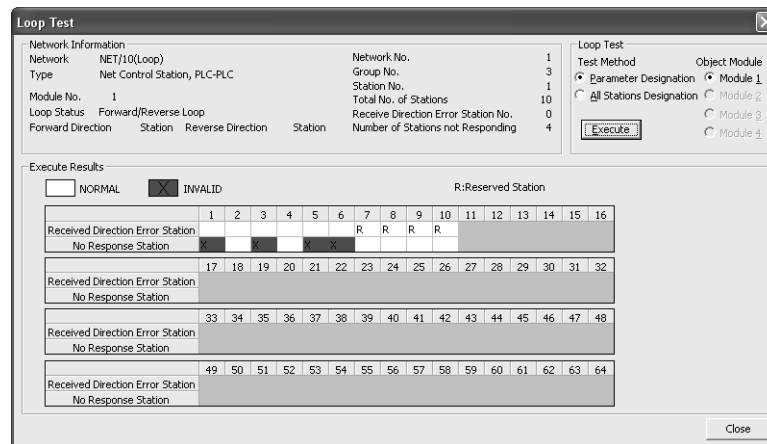 Loop Test
Network Information
Network NET/10(Loop)
Type Net Control Station, PLC-PLC
Module No. 1
Loop Status Forward/Reverse Loop
Forward Direction Station Reverse Direction Station
Network No. 1
Group No. 3
Station No. 1
Total No. of Stations 10
Receive Direction Error Station No. 0
Number of Stations not Responding 4
Loop Test
Test Method Object Module
Parameter Designation Module 1
All Stations Designation Module 2
Module 3
Execute Module 4
Execute Results
NORMAL X INVALID R:Reserved Station
1 2 3 4 5 6 7 8 9 10 11 12 13 14 15 16
Received Direction Error Station R R R R
No Response Station X X X X
17 18 19 20 21 22 23 24 25 26 27 28 29 30 31 32
Received Direction Error Station
No Response Station
33 34 35 36 37 38 39 40 41 42 43 44 45 46 47 48
Received Direction Error Station
No Response Station
49 50 51 52 53 54 55 56 57 58 59 60 61 62 63 64
Received Direction Error Station
No Response Station
Close